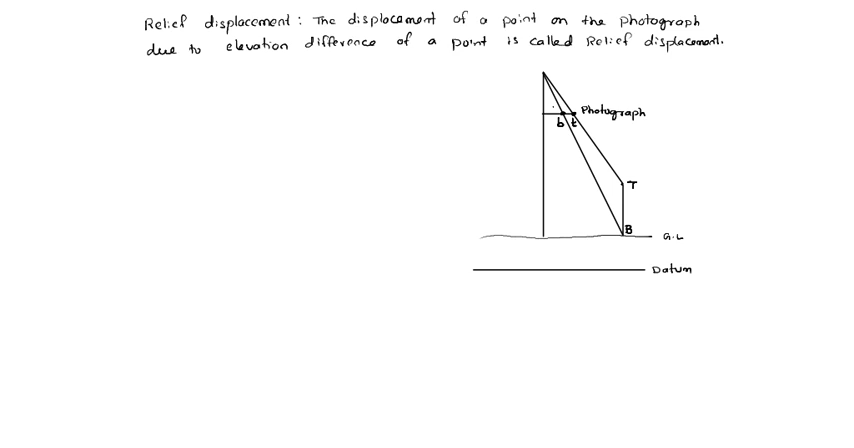 Relief displacement : The displacement of a point on the photograph
due to elevation difference of a point is called Relief displacement.
Photograph
b t
T
B
G.L
Datum